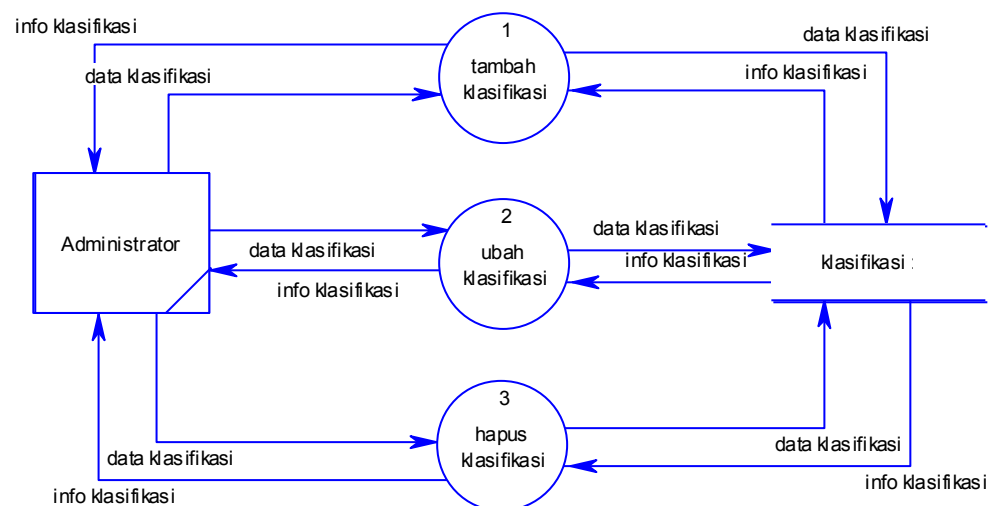 info klasifikasi
1
tambah
klasifikasi
data klasifikasi
data klasifikasi
info klasifikasi
Administrator
2
ubah
klasifikasi
data klasifikasi
info klasifikasi
data klasifikasi
info klasifikasi
klasifikasi :
3
hapus
klasifikasi
data klasifikasi
info klasifikasi
data klasifikasi
info klasifikasi